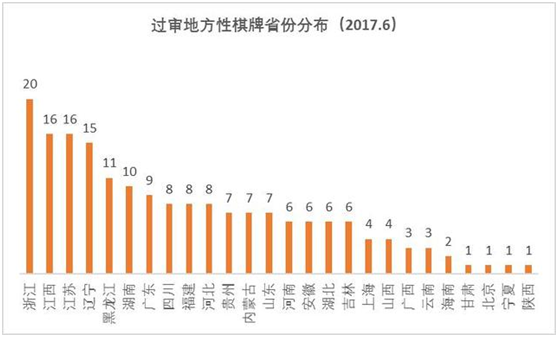 过审地方性棋牌省份分布（2017.6）
20 16 16 15 11 10 9 8 8 8 7 7 7 6 6 6 6 4 4 3 3 2 1 1 1 1
浙江 江西 江苏 辽宁 黑龙江 湖南 广东 四川 福建 河北 贵州 内蒙古 山东 河南 安徽 湖北 吉林 上海 山西 广西 云南 海南 甘肃 北京 宁夏 陕西